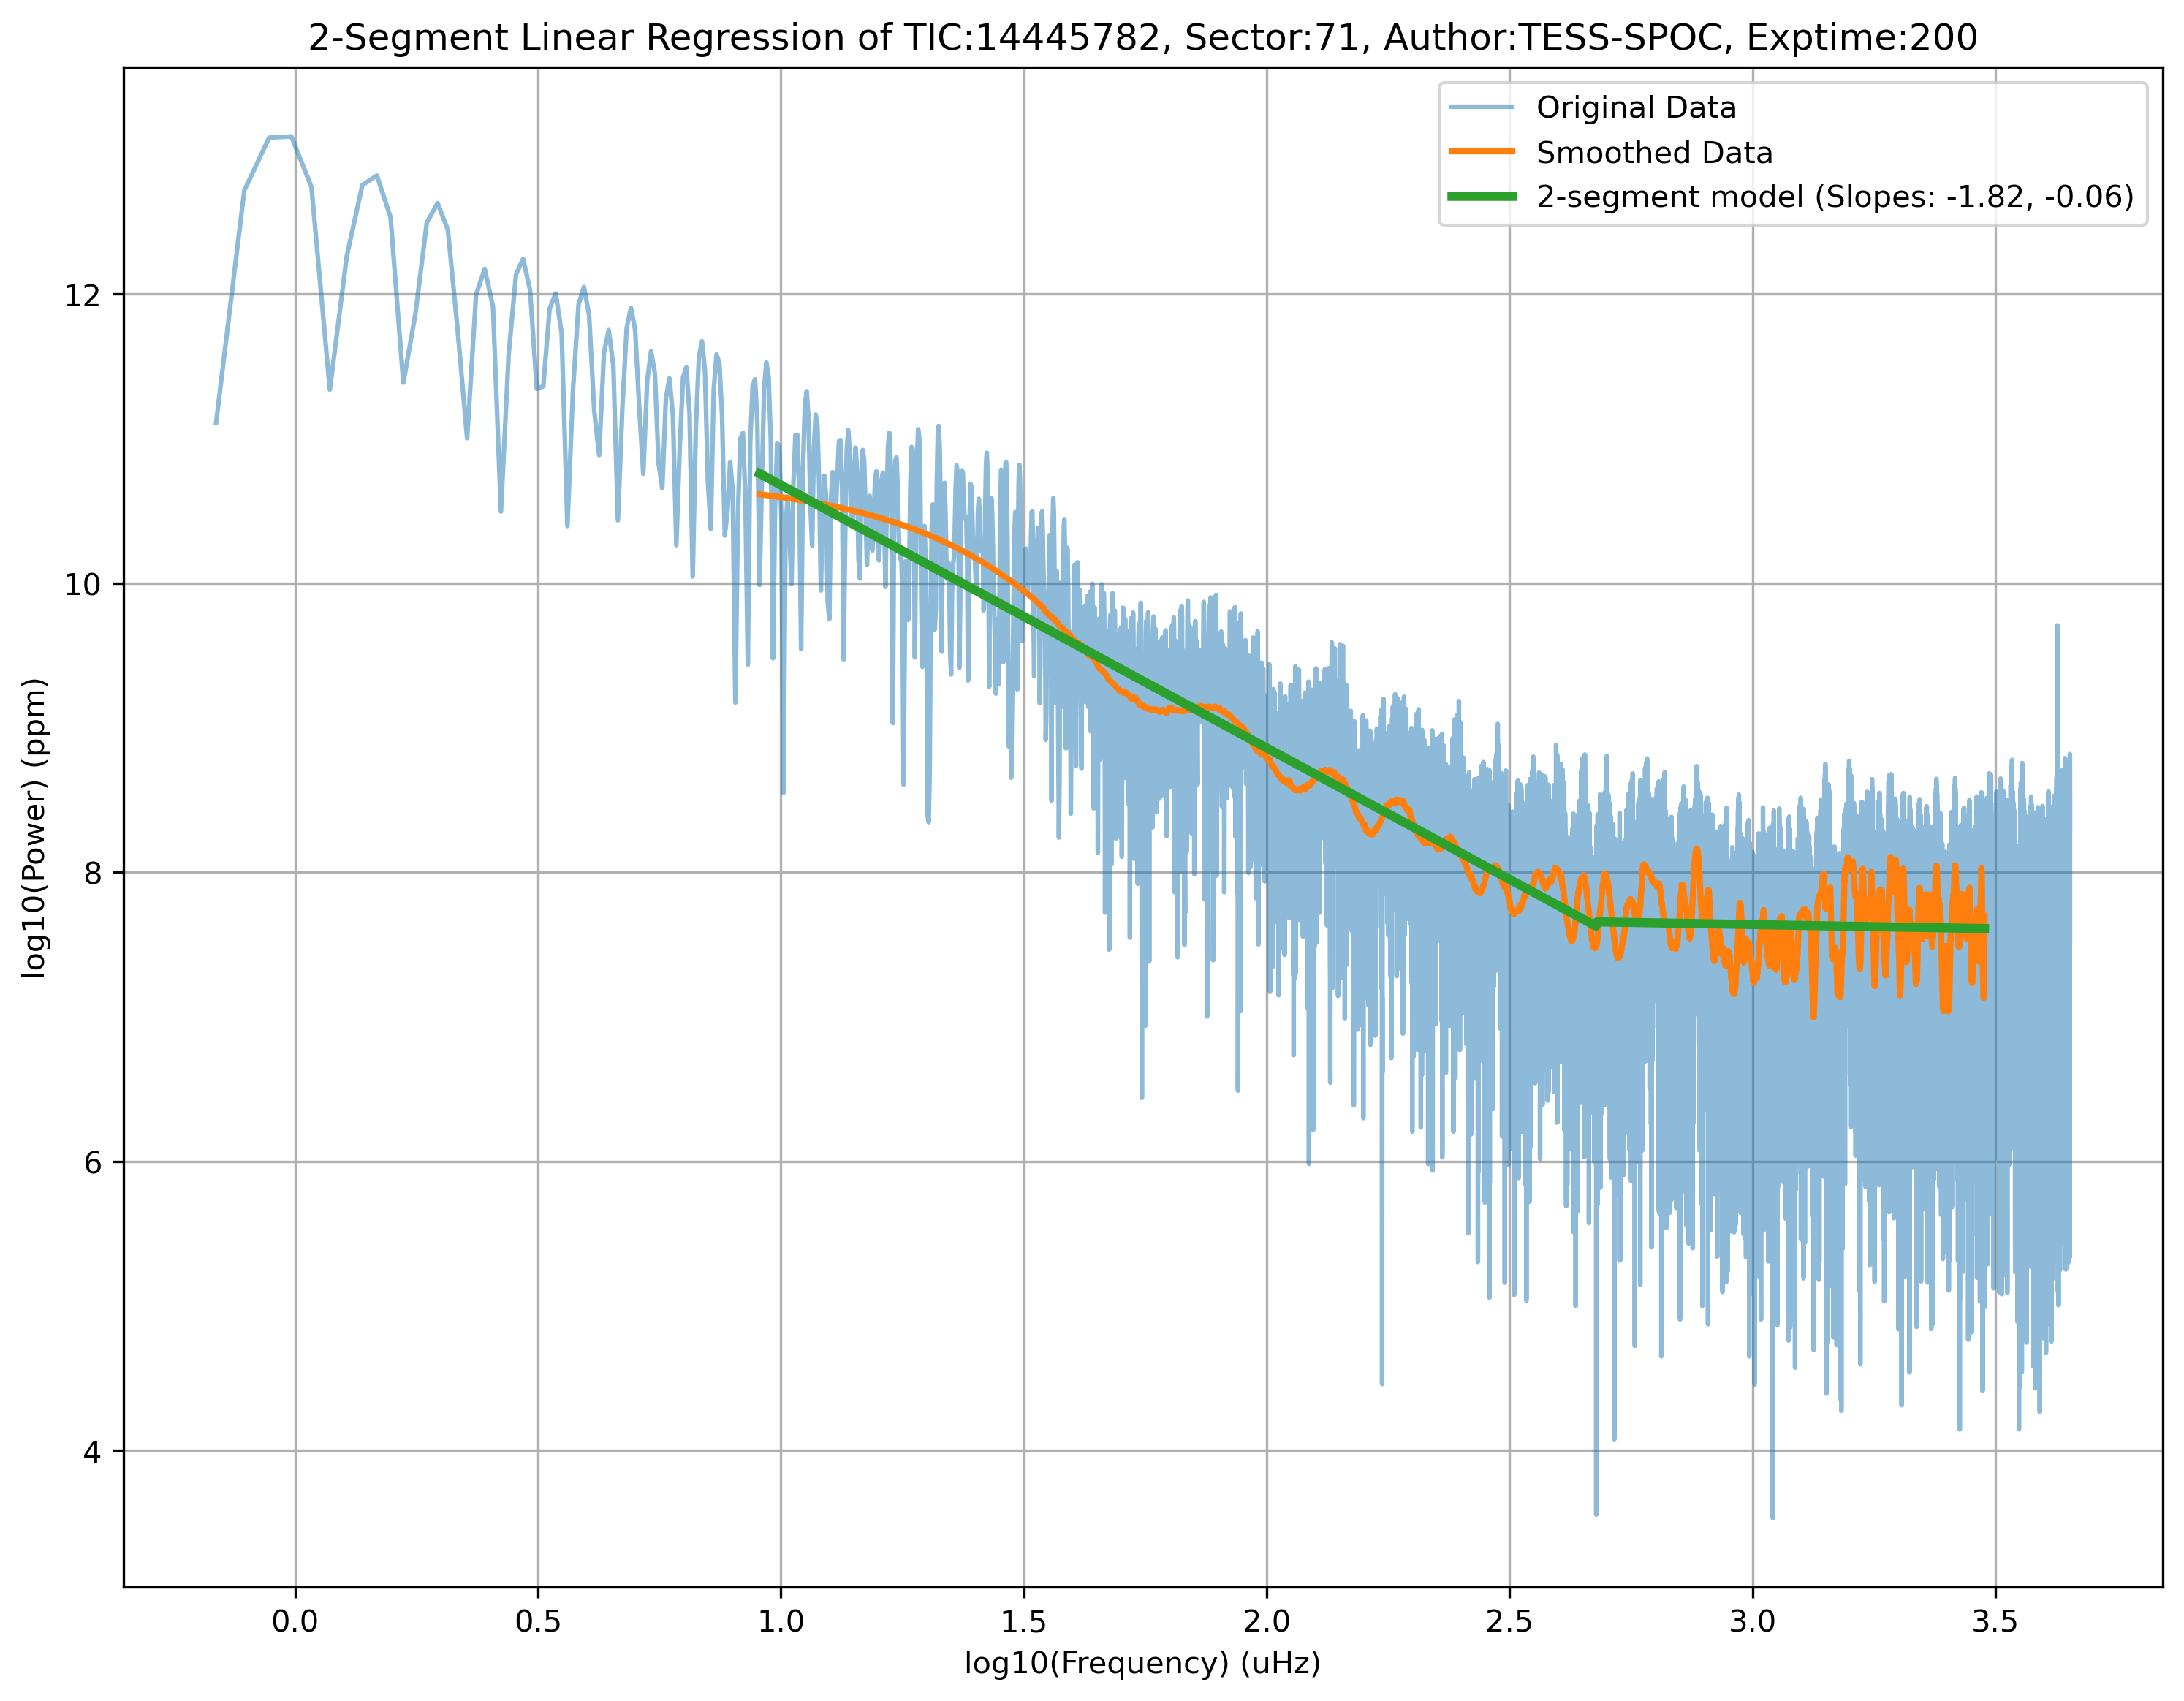 2-Segment Linear Regression of TIC:14445782, Sector:71, Author:TESS-SPOC, Exptime:200
Original Data
Smoothed Data
2-segment model (Slopes: -1.82, -0.06)
log10(Power) (ppm)
12
10
8
6
4
0.0 0.5 1.0 1.5 2.0 2.5 3.0 3.5
log10(Frequency) (uHz)